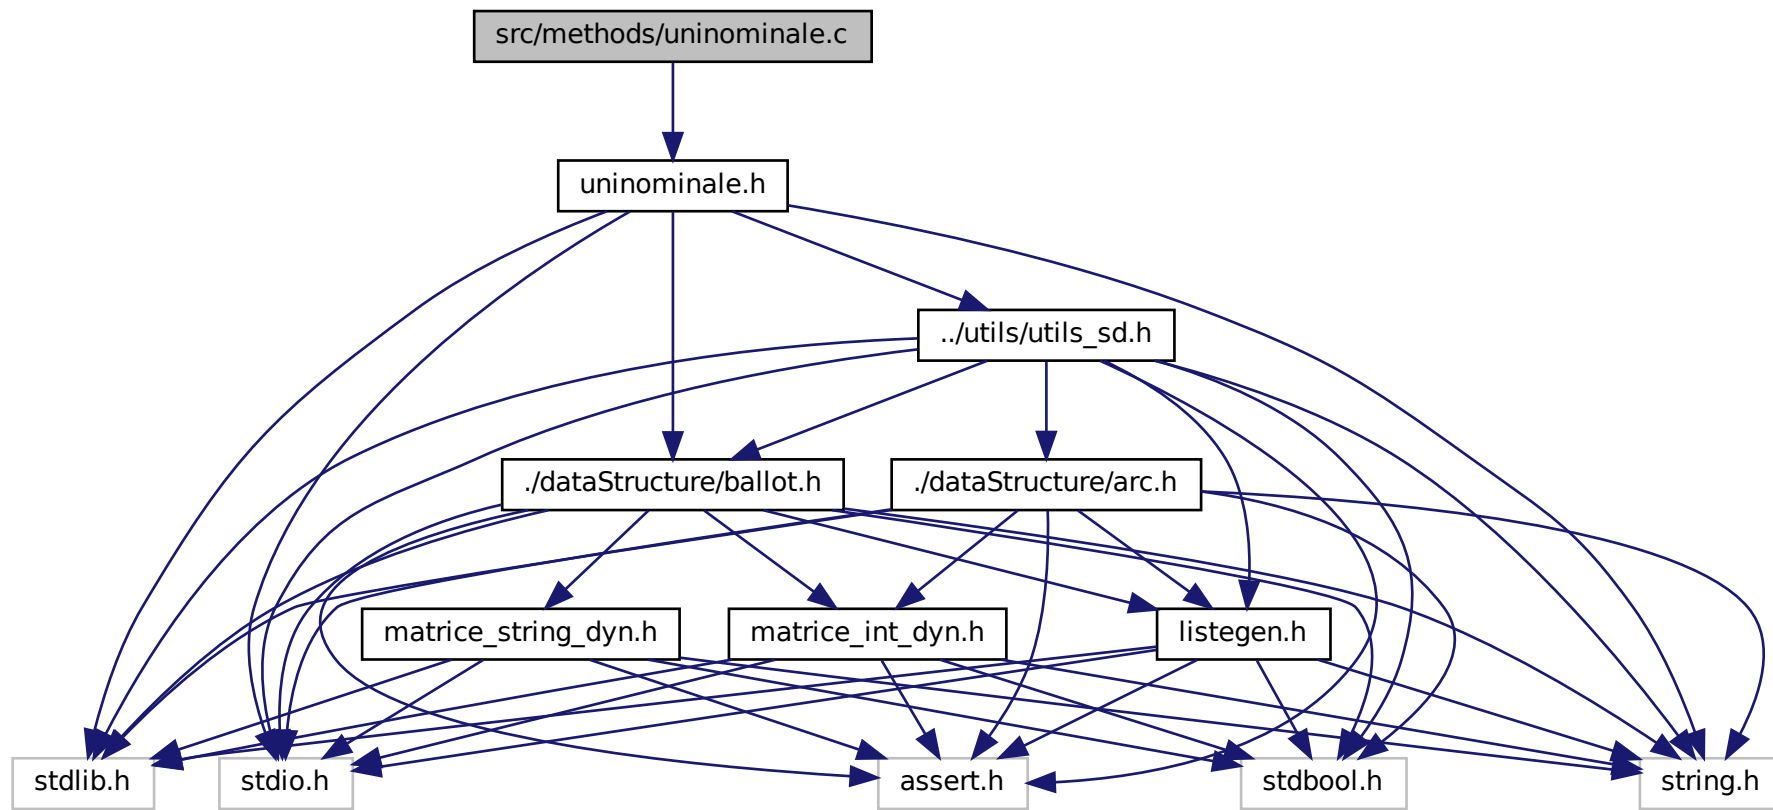 src/methods/uninominale.c
uninominale.h
../utils/utils_sd.h
./dataStructure/ballot.h
./dataStructure/arc.h
matrice_string_dyn.h
matrice_int_dyn.h
listegen.h
stdlib.h
stdio.h
assert.h
stdbool.h
string.h